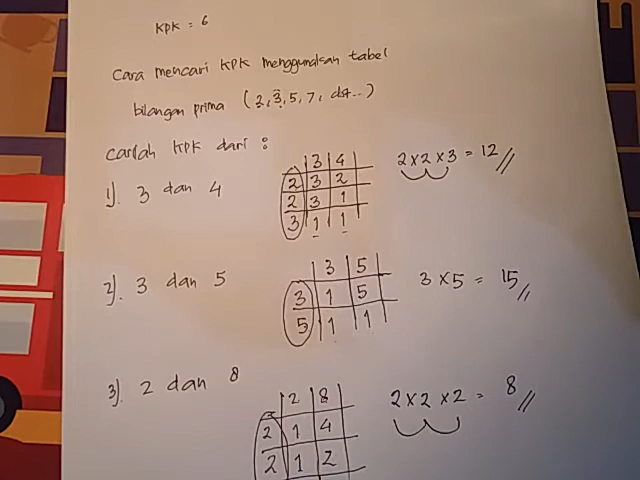 KPK = 6
Cara mencari KPK menggunakan tabel
bilangan prima (2, 3, 5, 7, dst...)
Carilah KPK dari :
1). 3 dan 4
3 4
2 3 2
2 3 1
3 1 1
2 x 2 x 3 = 12 //
2). 3 dan 5
3 5
3 1 5
5 1 1
3 x 5 = 15 //
3). 2 dan 8
2 8
2 1 4
2 1 2
2 x 2 x 2 = 8 //